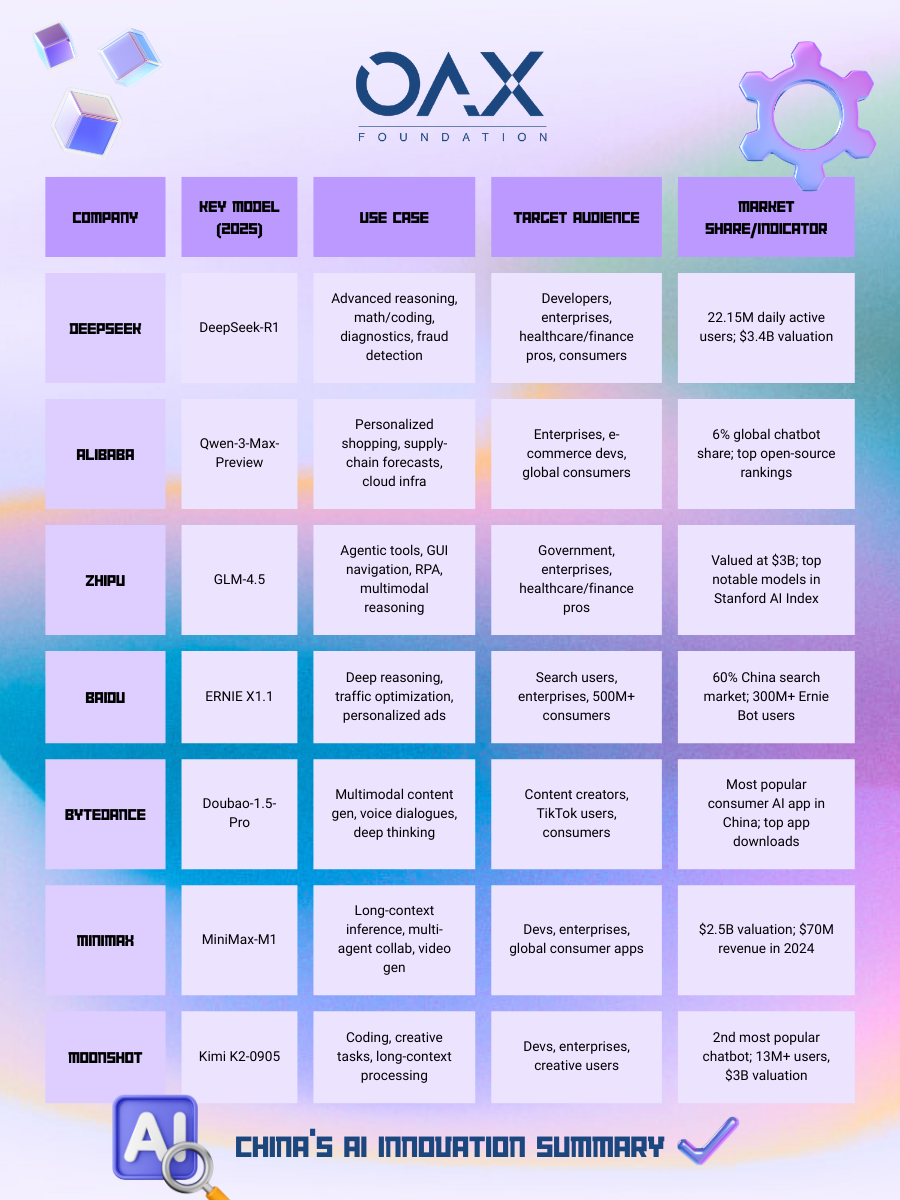 OAX
FOUNDATION
COMPANY
KEY MODEL
(2025)
USE CASE
TARGET AUDIENCE
MARKET
SHARE/INDICATOR
DEEPSEEK
DeepSeek-R1
Advanced reasoning,
math/coding,
diagnostics, fraud
detection
Developers,
enterprises,
healthcare/finance
pros, consumers
22.15M daily active
users; $3.4B valuation
ALIBABA
Qwen-3-Max-
Preview
Personalized
shopping, supply-
chain forecasts,
cloud infra
Enterprises, e-
commerce devs,
global consumers
6% global chatbot
share; top open-source
rankings
ZHIPU
GLM-4.5
Agentic tools, GUI
navigation, RPA,
multimodal
reasoning
Government,
enterprises,
healthcare/finance
pros
Valued at $3B; top
notable models in
Stanford AI Index
BAIDU
ERNIE X1.1
Deep reasoning,
traffic optimization,
personalized ads
Search users,
enterprises, 500M+
consumers
60% China search
market; 300M+ Ernie
Bot users
BYTEDANCE
Doubao-1.5-
Pro
Multimodal content
gen, voice dialogues,
deep thinking
Content creators,
TikTok users,
consumers
Most popular
consumer AI app in
China; top app
downloads
MINIMAX
MiniMax-M1
Long-context
inference, multi-
agent collab, video
gen
Devs, enterprises,
global consumer apps
$2.5B valuation; $70M
revenue in 2024
MOONSHOT
Kimi K2-0905
Coding, creative
tasks, long-context
processing
Devs, enterprises,
creative users
2nd most popular
chatbot; 13M+ users,
$3B valuation
AI
CHINA'S AI INNOVATION SUMMARY